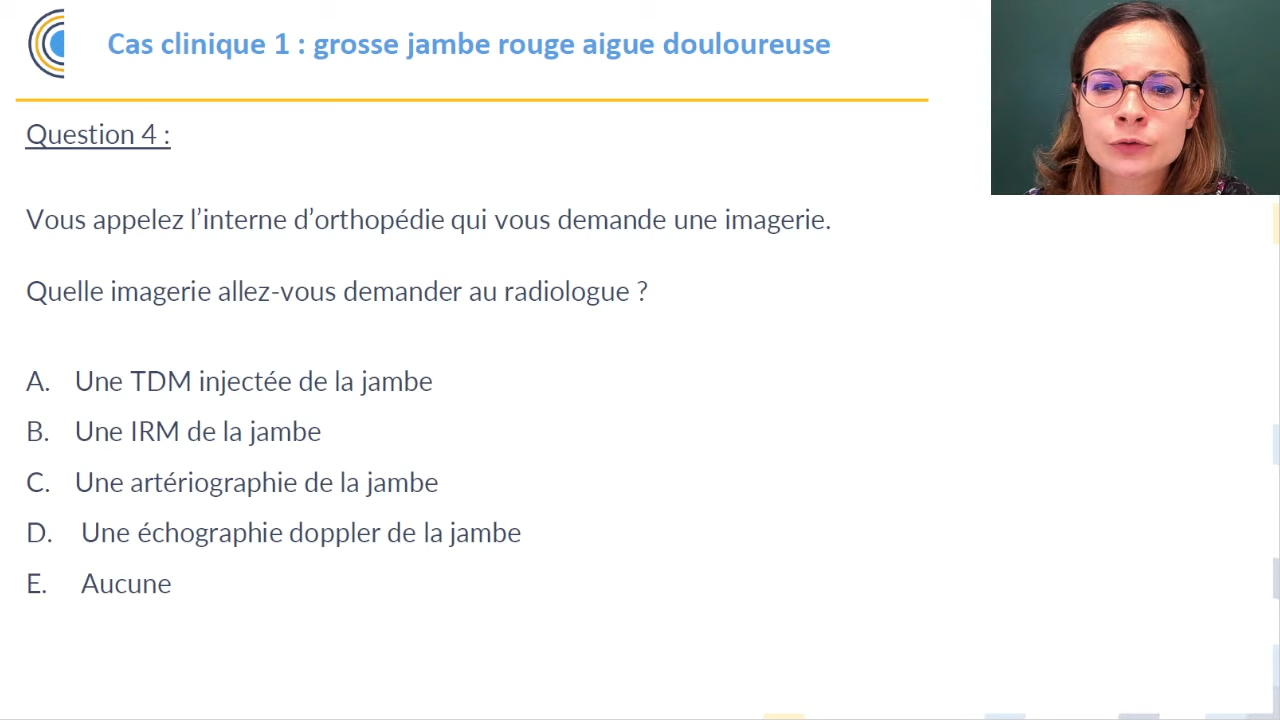 Cas clinique 1 : grosse jambe rouge aigue douloureuse
Question 4 :
Vous appelez l’interne d’orthopédie qui vous demande une imagerie.
Quelle imagerie allez-vous demander au radiologue ?
A. Une TDM injectée de la jambe
B. Une IRM de la jambe
C. Une artériographie de la jambe
D. Une échographie doppler de la jambe
E. Aucune